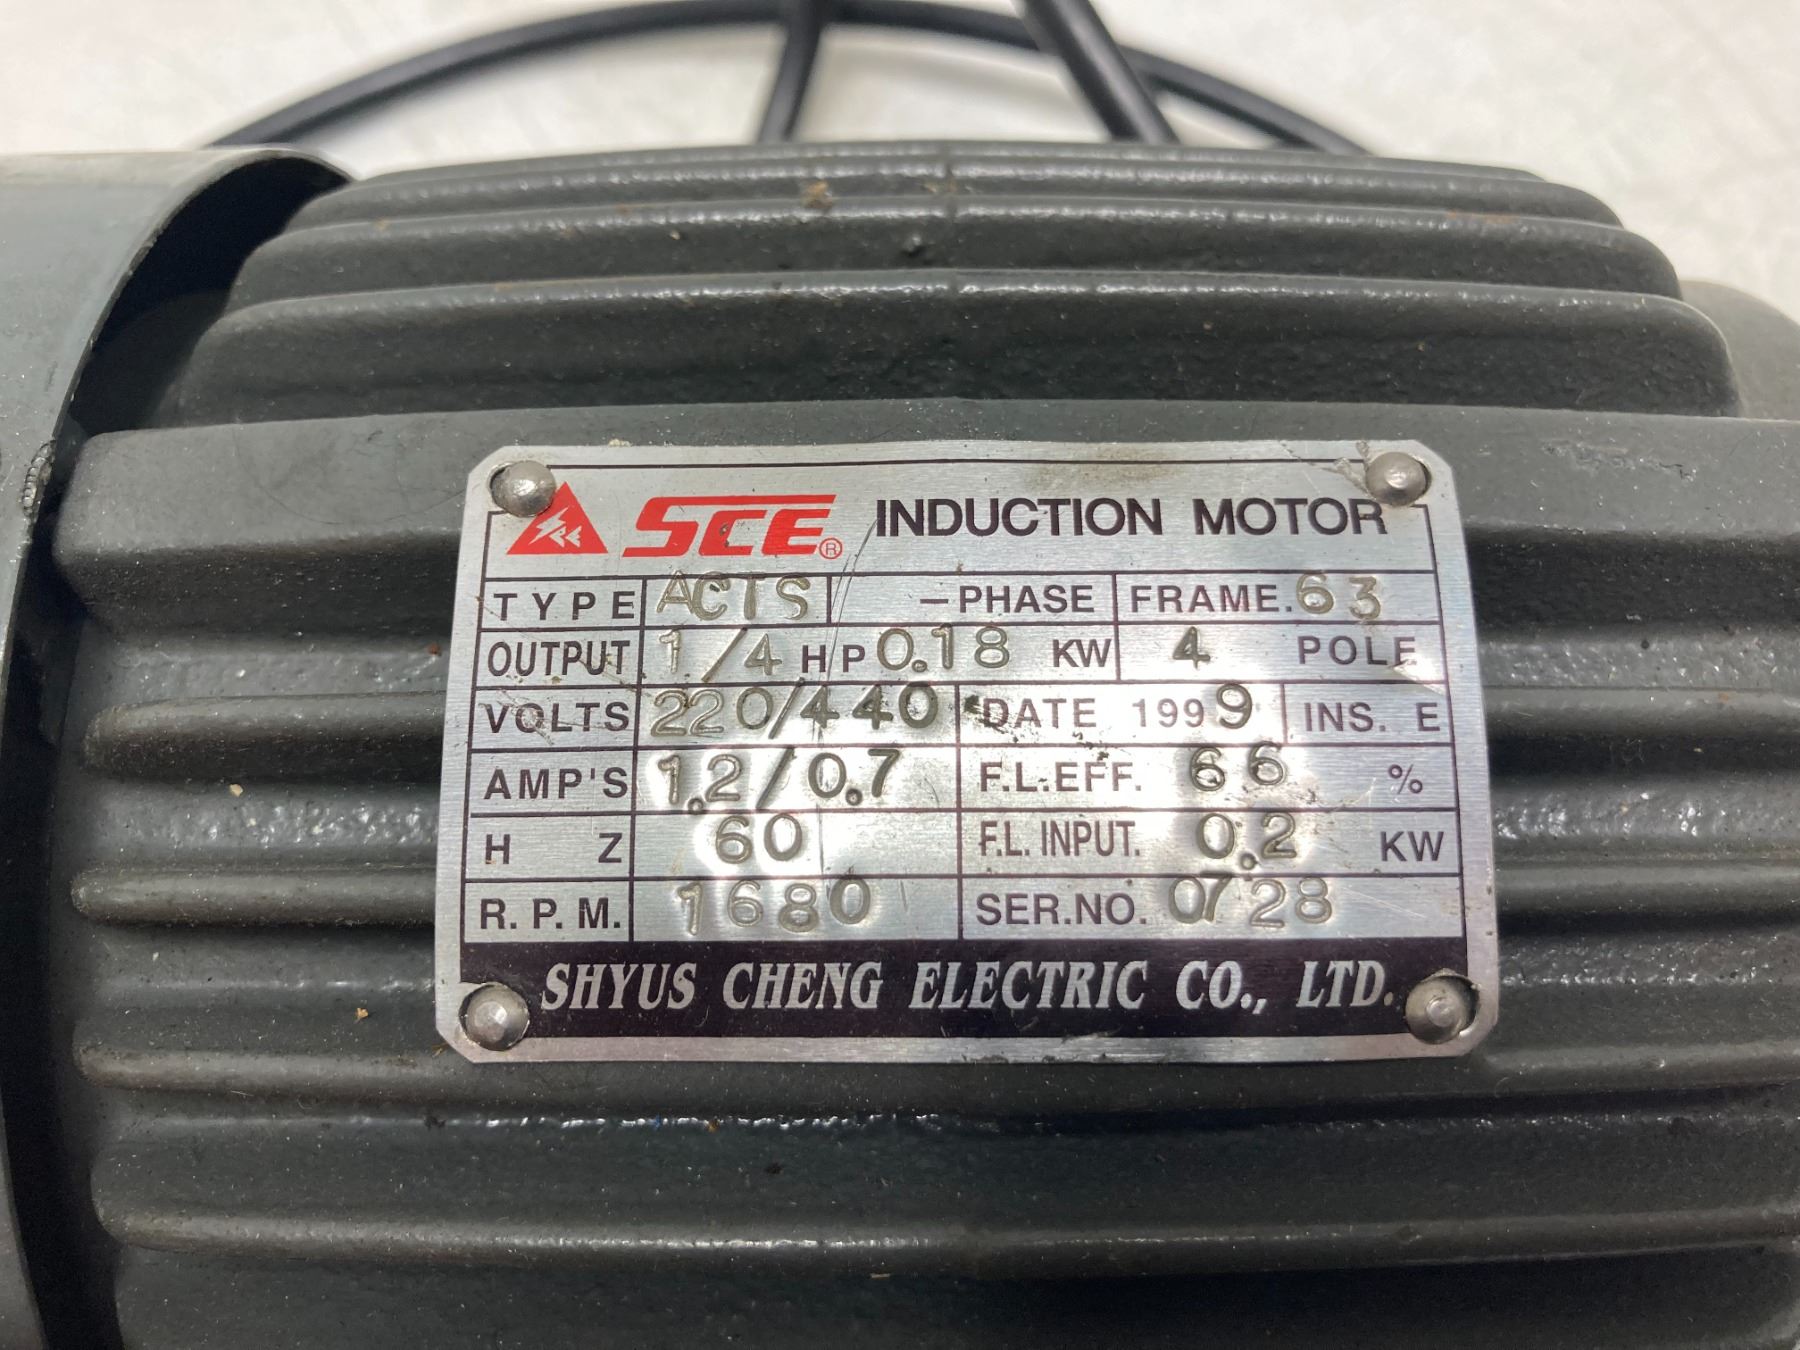 SCE® INDUCTION MOTOR
TYPE ACTS -PHASE FRAME. 63
OUTPUT 1/4 HP 0.18 KW 4 POLE
VOLTS 220/440 DATE 1999 INS. E
AMP'S 1.2/0.7 F.L.EFF. 66 %
HZ 60 F.L. INPUT. 0.2 KW
R.P.M. 1680 SER.NO. 0728
SHYUS CHENG ELECTRIC CO., LTD.